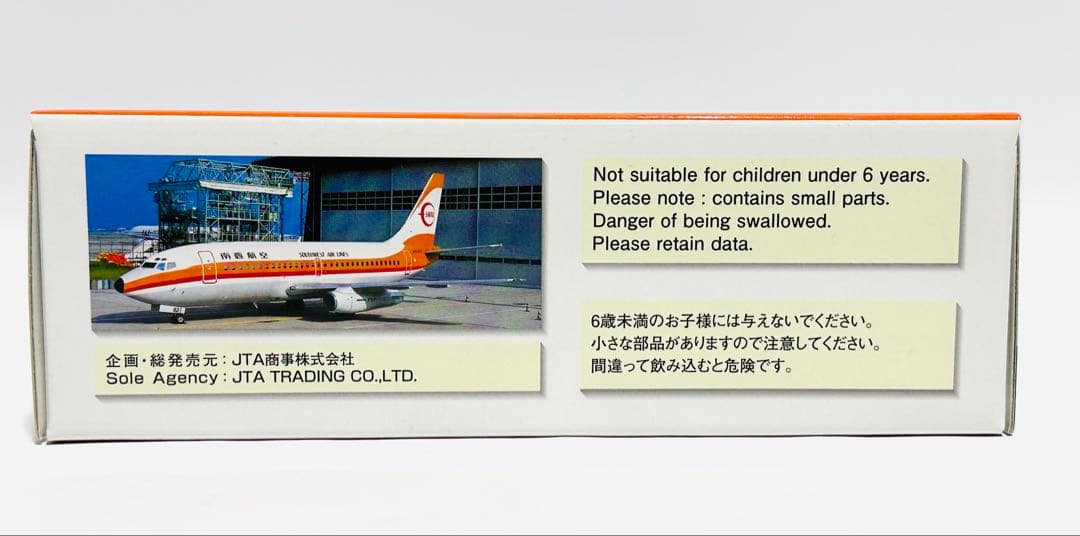 南西航空
SOUTHWEST AIR LINES
企画・総発売元：JTA商事株式会社
Sole Agency : JTA TRADING CO.,LTD.
Not suitable for children under 6 years.
Please note : contains small parts.
Danger of being swallowed.
Please retain data.
6歳未満のお子様には与えないでください。
小さな部品がありますので注意してください。
間違って飲み込むと危険です。